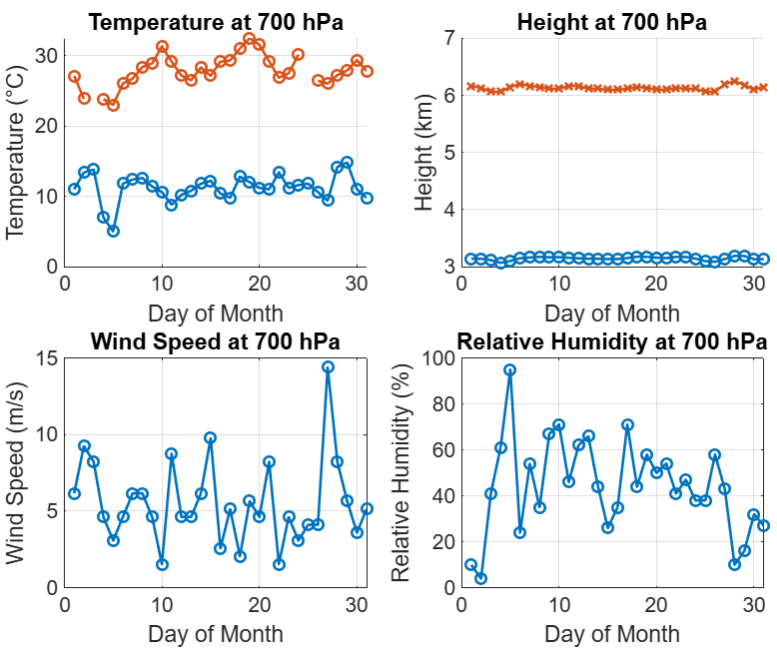 Temperature at 700 hPa
Temperature (°C)
30
20
10
0
0
10
20
30
Day of Month
Height at 700 hPa
Height (km)
7
6
5
4
3
0
10
20
30
Day of Month
Wind Speed at 700 hPa
Wind Speed (m/s)
15
10
5
0
0
10
20
30
Day of Month
Relative Humidity at 700 hPa
Relative Humidity (%)
100
80
60
40
20
0
0
10
20
30
Day of Month